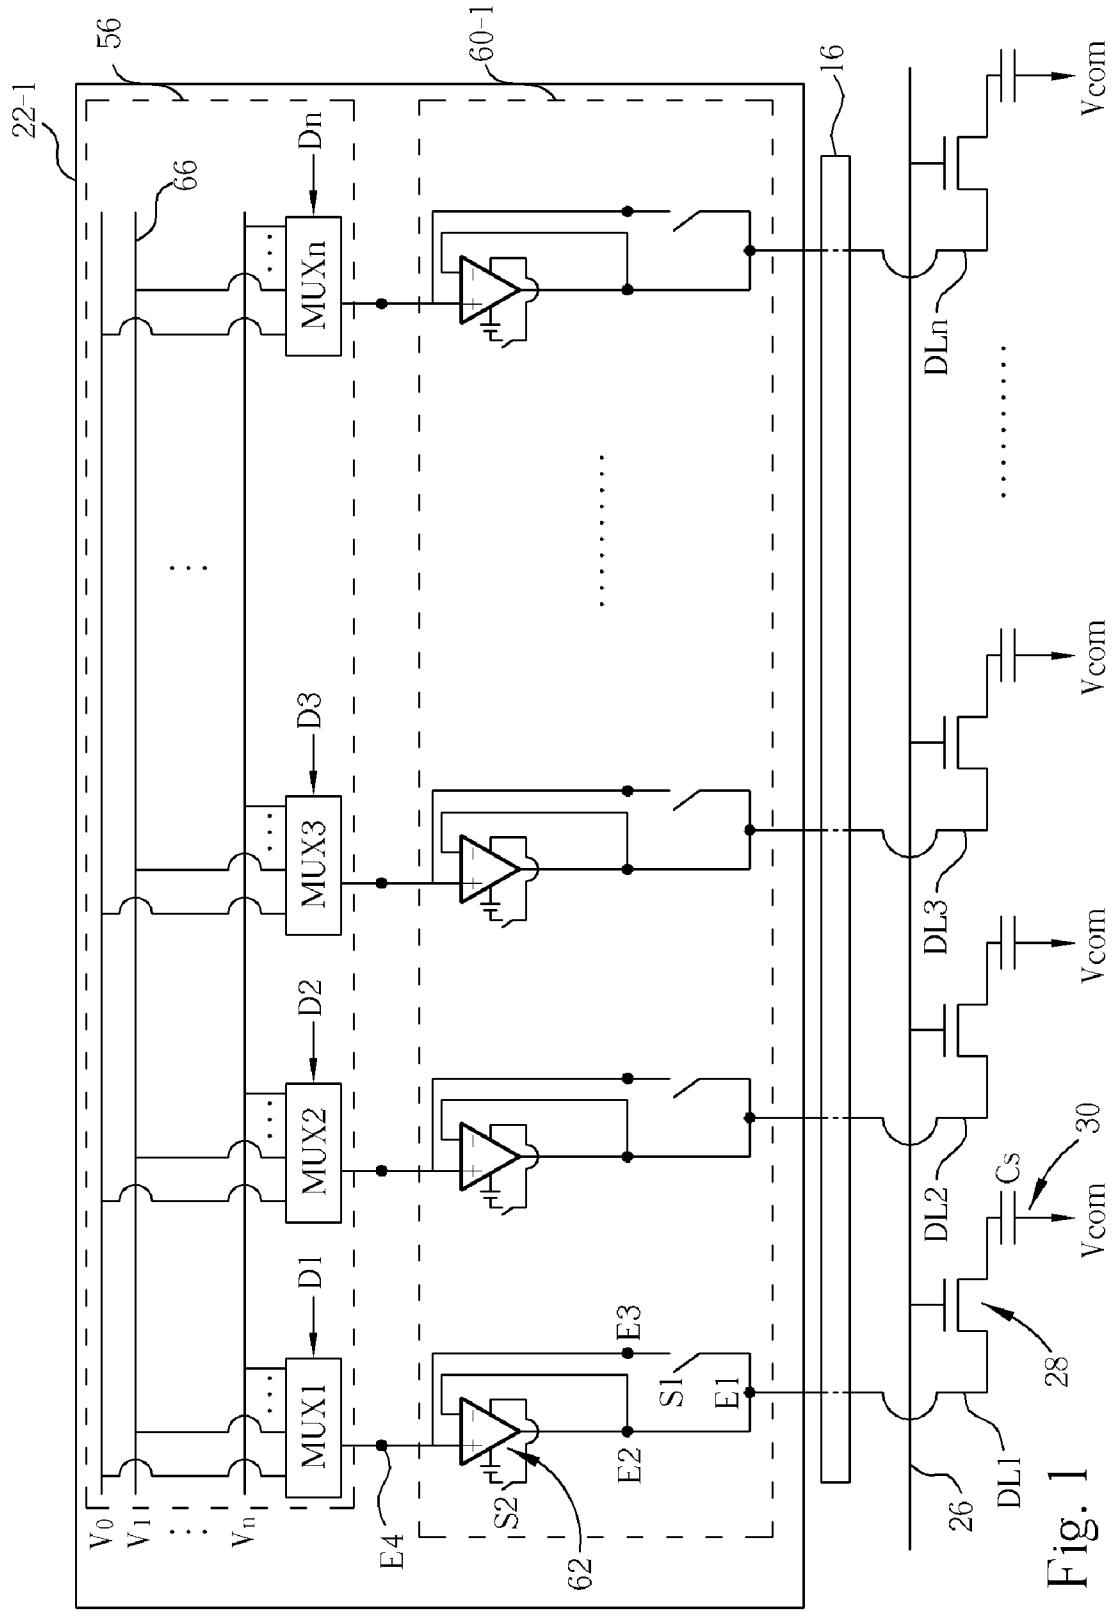 22-1
56
60-1
16
66
V0
V1
⋮
Vn
D1
D2
D3
Dn
MUX1
MUX2
MUX3
MUXn
E4
S2
62
E2
E3
S1
E1
26
DL1
DL2
DL3
DLn
28
Cs
30
Vcom
Vcom
Vcom
Vcom
Fig. 1